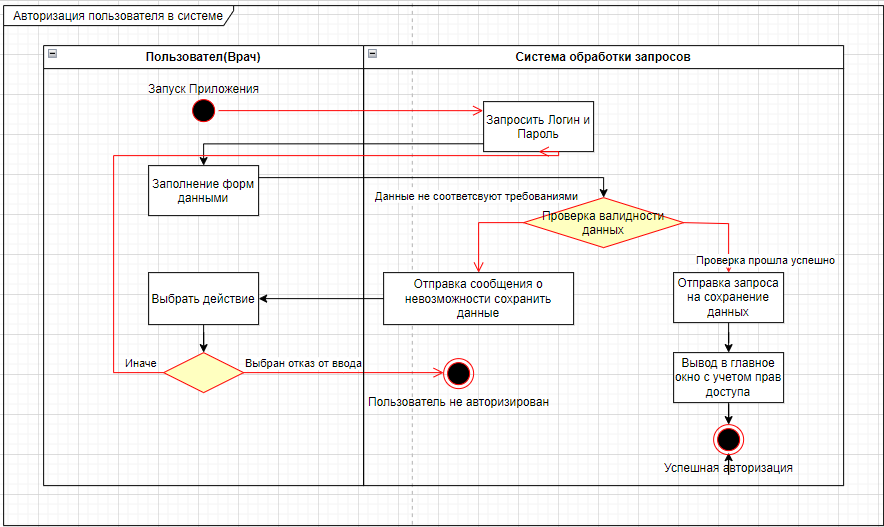 Авторизация пользователя в системе
Пользовател(Врач)
Система обработки запросов
Запуск Приложения
Запросить Логин и
Пароль
Заполнение форм
данными
Данные не соответсвуют требованиями
Проверка валидности
данных
Проверка прошла успешно
Выбрать действие
Отправка сообщения о
невозможности сохранить
данные
Отправка запроса
на сохранение
данных
Иначе
Выбран отказ от ввода
Вывод в главное
окно с учетом прав
доступа
Пользователь не авторизирован
Успешная авторизация